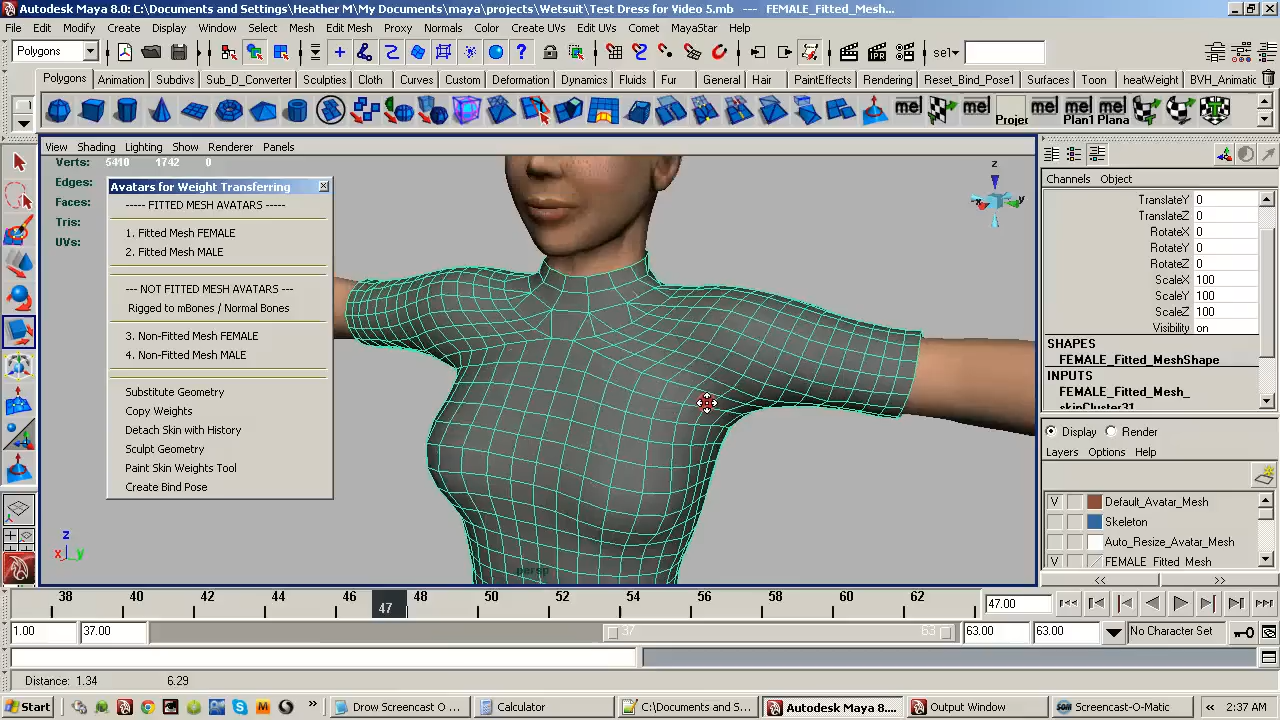 Autodesk Maya 8.0: C:\Documents and Settings\Heather M\My Documents\maya\projects\Wetsuit\Test Dress for Video 5.mb --- FEMALE_Fitted_Mesh...
File Edit Modify Create Display Window Select Mesh Edit Mesh Proxy Normals Color Create UVs Edit UVs Comet MayaStar Help
Polygons
sel
Polygons Animation Subdivs Sub_D_Converter Sculpties Cloth Curves Custom Deformation Dynamics Fluids Fur General Hair PaintEffects Rendering Reset_Bind_Pose1 Surfaces Toon heatWeight BVH_Animatic
mel mel Projec mel Plan1 mel Plana
View Shading Lighting Show Renderer Panels
Verts: 5410 1742 0
Edges:
Faces:
Tris:
UVs:
Avatars for Weight Transferring
----- FITTED MESH AVATARS -----
1. Fitted Mesh FEMALE
2. Fitted Mesh MALE
--- NOT FITTED MESH AVATARS ---
Rigged to mBones / Normal Bones
3. Non-Fitted Mesh FEMALE
4. Non-Fitted Mesh MALE
Substitute Geometry
Copy Weights
Detach Skin with History
Sculpt Geometry
Paint Skin Weights Tool
Create Bind Pose
z
x y
z
x y
persp
Channels Object
TranslateY 0
TranslateZ 0
RotateX 0
RotateY 0
RotateZ 0
ScaleX 100
ScaleY 100
ScaleZ 100
Visibility on
SHAPES
FEMALE_Fitted_MeshShape
INPUTS
FEMALE_Fitted_Mesh_
skinCluster31
Display Render
Layers Options Help
V Default_Avatar_Mesh
Skeleton
Auto_Resize_Avatar_Mesh
V FEMALE_Fitted_Mesh
<< >>
38 40 42 44 46 47 48 50 52 54 56 58 60 62
47.00
1.00 37.00 37 63 63.00 63.00 No Character Set
Distance: 1.34 6.29
Start Drow Screencast O ... Calculator C:\Documents and S... Autodesk Maya 8.... Output Window Screencast-O-Matic 2:37 AM